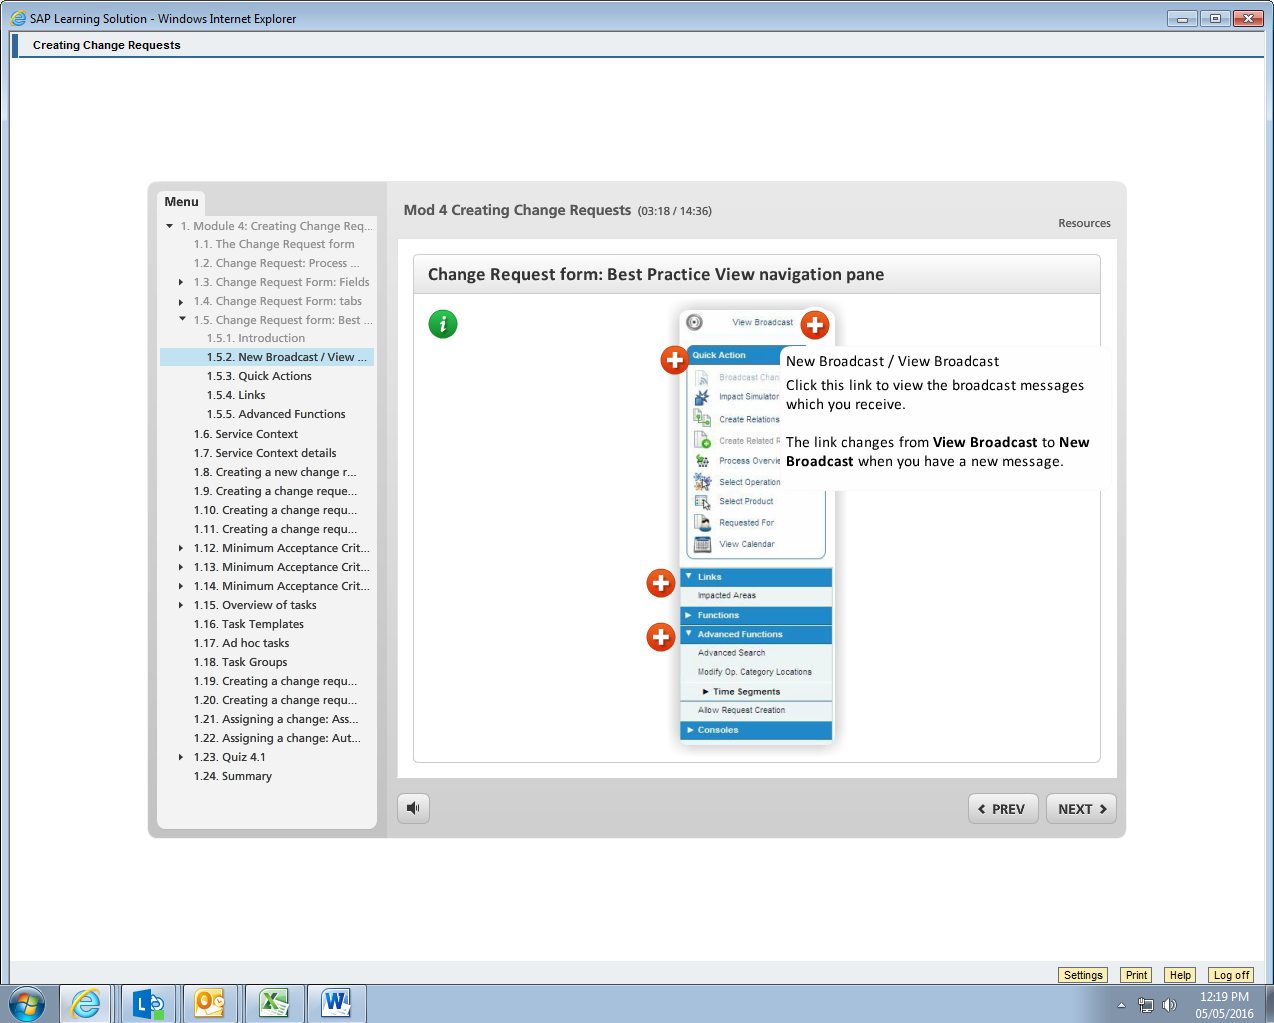 SAP Learning Solution - Windows Internet Explorer
Creating Change Requests
Menu
1. Module 4: Creating Change Req...
1.1. The Change Request form
1.2. Change Request: Process ...
1.3. Change Request Form: Fields
1.4. Change Request Form: tabs
1.5. Change Request form: Best ...
1.5.1. Introduction
1.5.2. New Broadcast / View ...
1.5.3. Quick Actions
1.5.4. Links
1.5.5. Advanced Functions
1.6. Service Context
1.7. Service Context details
1.8. Creating a new change r...
1.9. Creating a change reque...
1.10. Creating a change requ...
1.11. Creating a change requ...
1.12. Minimum Acceptance Crit...
1.13. Minimum Acceptance Crit...
1.14. Minimum Acceptance Crit...
1.15. Overview of tasks
1.16. Task Templates
1.17. Ad hoc tasks
1.18. Task Groups
1.19. Creating a change requ...
1.20. Creating a change requ...
1.21. Assigning a change: Ass...
1.22. Assigning a change: Aut...
1.23. Quiz 4.1
1.24. Summary
Mod 4 Creating Change Requests (03:18 / 14:36)
Resources
Change Request form: Best Practice View navigation pane
View Broadcast
Quick Action
Broadcast Chan
Impact Simulator
Create Relations
Create Related R
Process Overvie
Select Operation
Select Product
Requested For
View Calendar
New Broadcast / View Broadcast
Click this link to view the broadcast messages
which you receive.
The link changes from View Broadcast to New
Broadcast when you have a new message.
Links
Impacted Areas
Functions
Advanced Functions
Advanced Search
Modify Op. Category Locations
Time Segments
Allow Request Creation
Consoles
PREV
NEXT
Settings
Print
Help
Log off
12:19 PM
05/05/2016